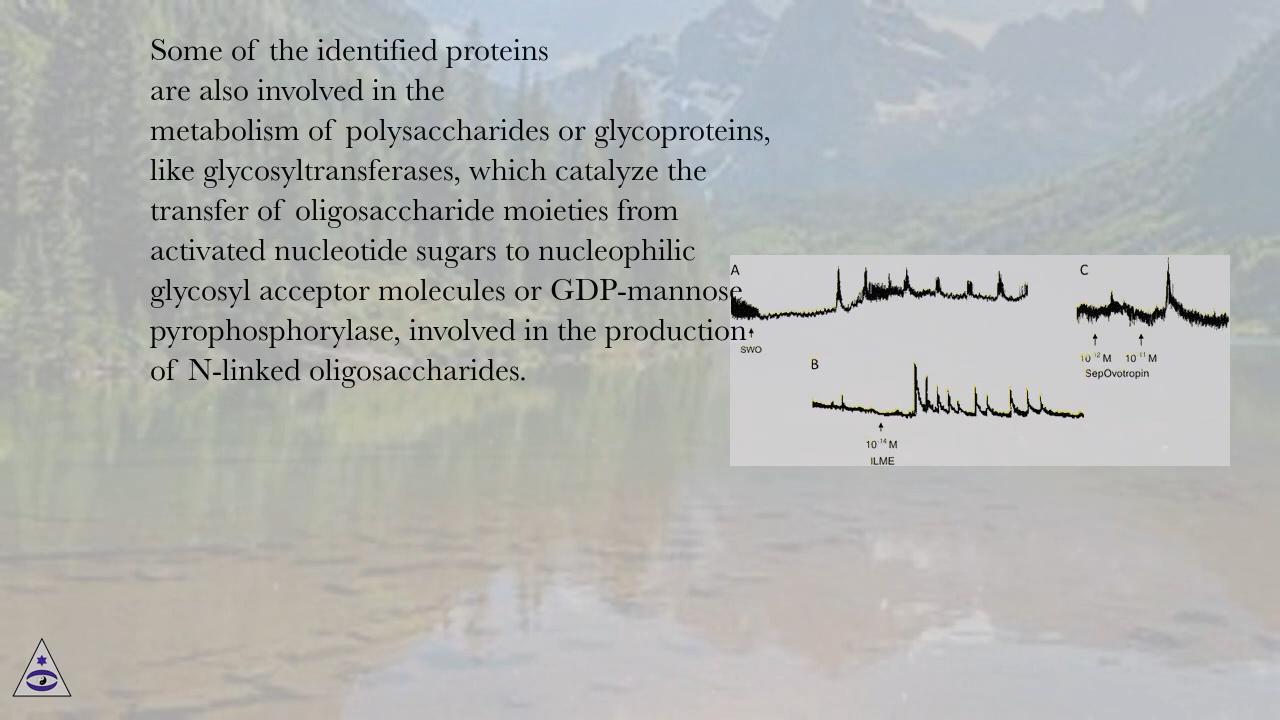 Some of the identified proteins
are also involved in the
metabolism of polysaccharides or glycoproteins,
like glycosyltransferases, which catalyze the
transfer of oligosaccharide moieties from
activated nucleotide sugars to nucleophilic
glycosyl acceptor molecules or GDP-mannose
pyrophosphorylase, involved in the production
of N-linked oligosaccharides.
A
SWO
B
10⁻¹⁴ M
ILME
C
10⁻¹² M 10⁻¹¹ M
SepOvotropin